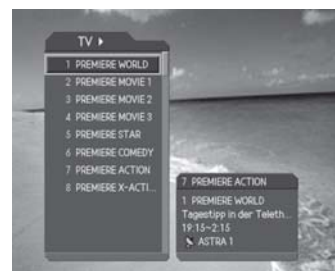 TV ▸
1 PREMIERE WORLD
2 PREMIERE MOVIE 1
3 PREMIERE MOVIE 2
4 PREMIERE MOVIE 3
5 PREMIERE STAR
6 PREMIERE COMEDY
7 PREMIERE ACTION
8 PREMIERE X-ACTI...
7 PREMIERE ACTION
1 PREMIERE WORLD
Tagestipp in der Teleth...
19:15~2:15
ASTRA 1